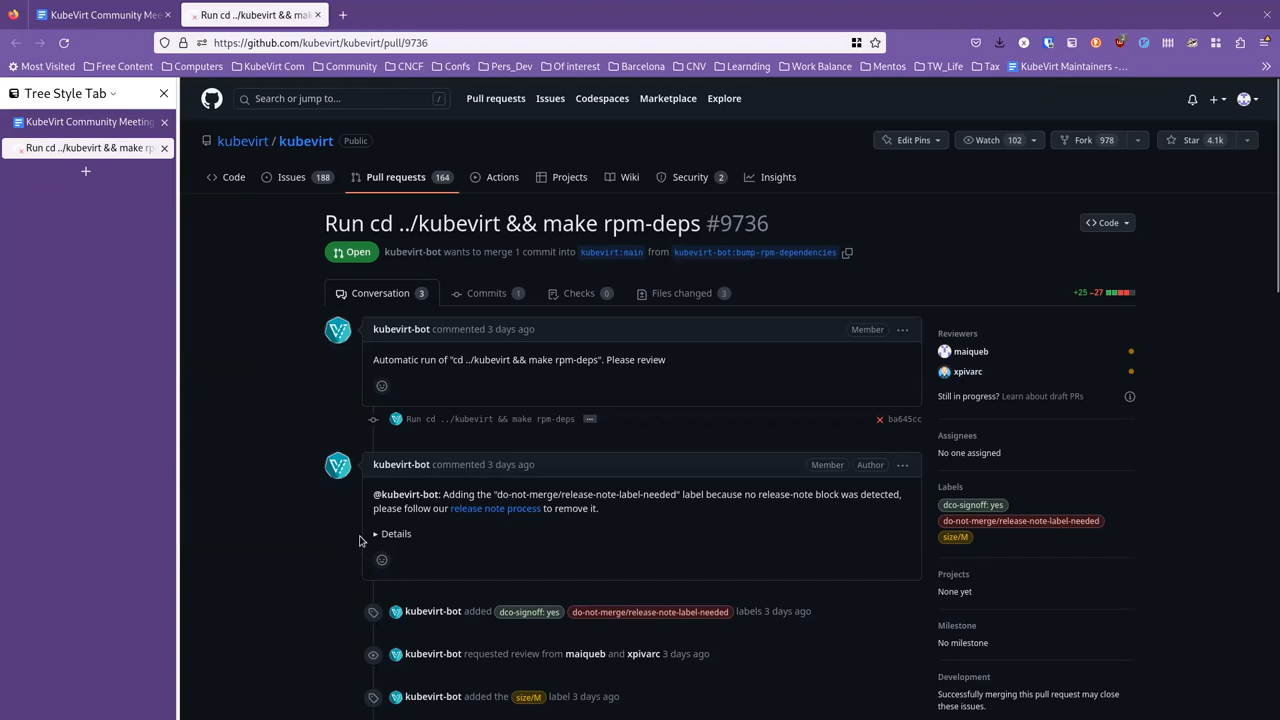 KubeVirt Community Mee
Run cd ../kubevirt && mak
https://github.com/kubevirt/kubevirt/pull/9736
Most Visited Free Content Computers KubeVirt Com Community CNCF Confs Pers_Dev Of interest Barcelona CNV Learnding Work Balance Mentos TW_Life Tax KubeVirt Maintainers -…
Tree Style Tab
KubeVirt Community Meeting
Run cd ../kubevirt && make rp
Search or jump to... /
Pull requests Issues Codespaces Marketplace Explore
kubevirt / kubevirt Public
Edit Pins Watch 102 Fork 978 Star 4.1k
Code Issues 188 Pull requests 164 Actions Projects Wiki Security 2 Insights
Run cd ../kubevirt && make rpm-deps #9736
<> Code
Open kubevirt-bot wants to merge 1 commit into kubevirt:main from kubevirt-bot:bump-rpm-dependencies
Conversation 3 Commits 1 Checks 0 Files changed 3 +25 −27
kubevirt-bot commented 3 days ago Member ...
Automatic run of "cd ../kubevirt && make rpm-deps". Please review
Run cd ../kubevirt && make rpm-deps ... ba645cc
kubevirt-bot commented 3 days ago Member Author ...
@kubevirt-bot: Adding the "do-not-merge/release-note-label-needed" label because no release-note block was detected,
please follow our release note process to remove it.
Details
kubevirt-bot added dco-signoff: yes do-not-merge/release-note-label-needed labels 3 days ago
kubevirt-bot requested review from maiqueb and xpivarc 3 days ago
kubevirt-bot added the size/M label 3 days ago
Reviewers
maiqueb
xpivarc
Still in progress? Learn about draft PRs
Assignees
No one assigned
Labels
dco-signoff: yes
do-not-merge/release-note-label-needed
size/M
Projects
None yet
Milestone
No milestone
Development
Successfully merging this pull request may close
these issues.